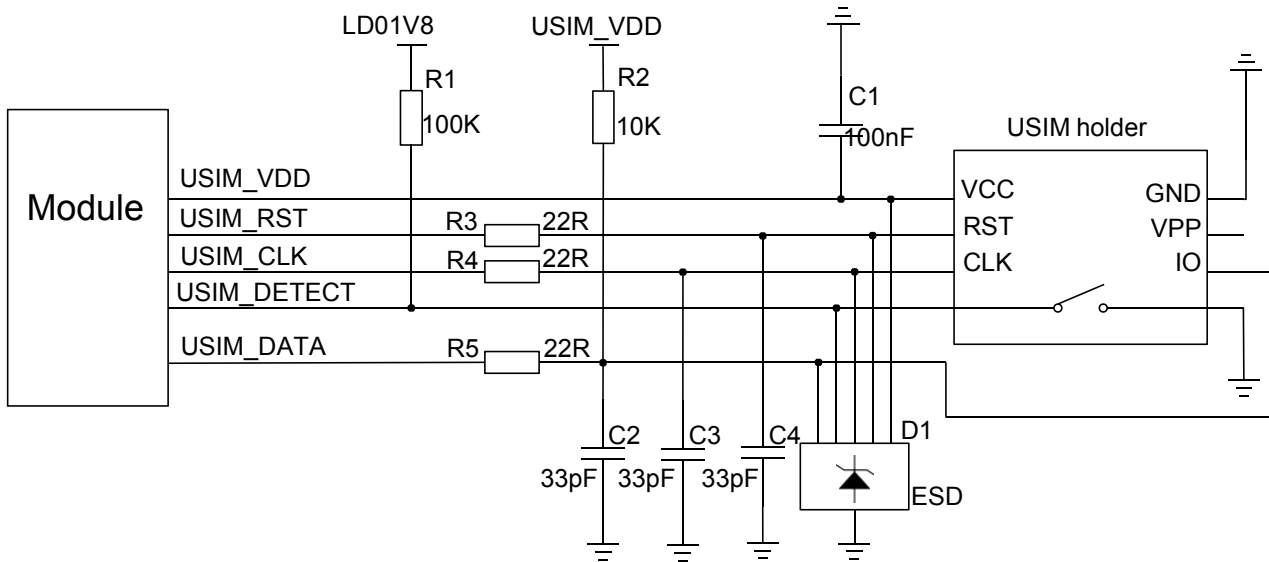 LD01V8
USIM_VDD
R1
100K
R2
10K
C1
100nF
USIM holder
Module
USIM_VDD
USIM_RST
USIM_CLK
USIM_DETECT
USIM_DATA
R3
22R
R4
22R
R5
22R
VCC
RST
CLK
GND
VPP
IO
C2
33pF
C3
33pF
C4
33pF
D1
ESD